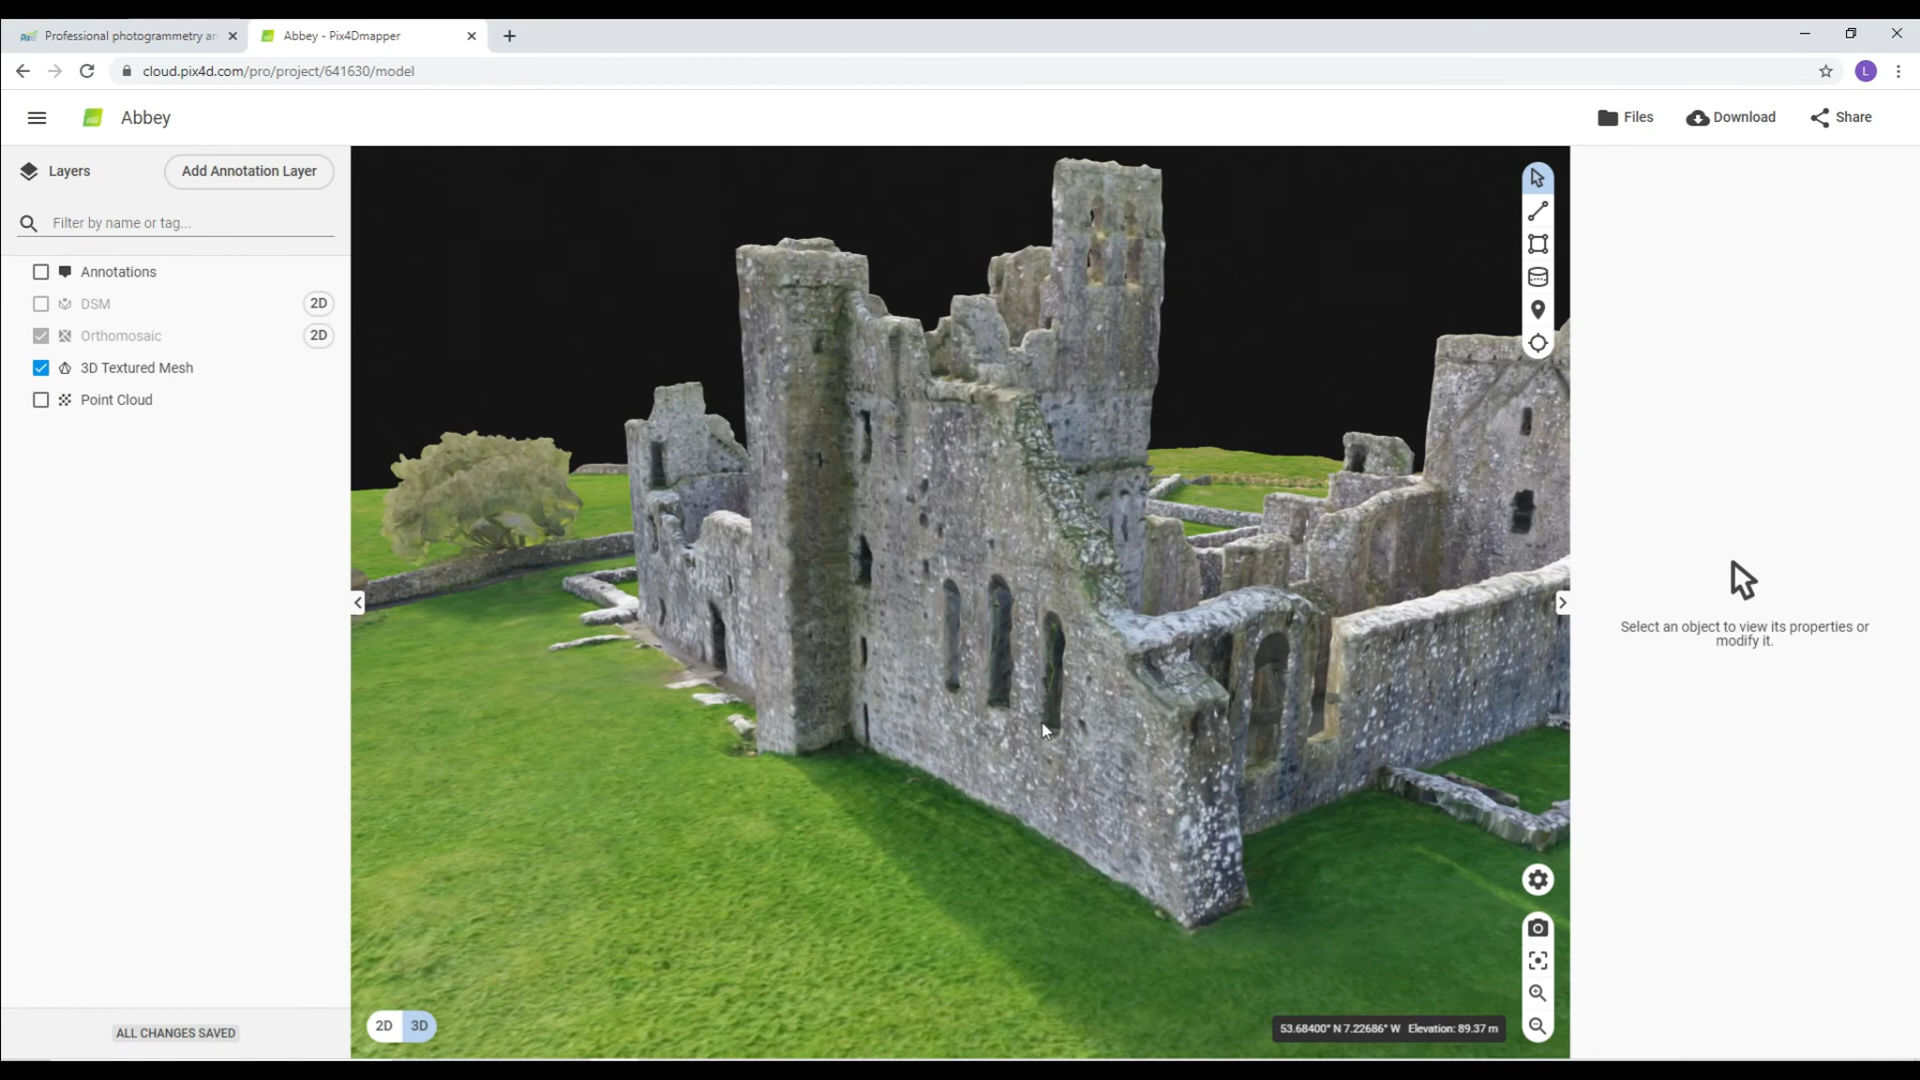 Professional photogrammetry an
Abbey - Pix4Dmapper
cloud.pix4d.com/pro/project/641630/model
L
Abbey
Files
Download
Share
Layers
Add Annotation Layer
Filter by name or tag...
Annotations
DSM
2D
Orthomosaic
2D
3D Textured Mesh
Point Cloud
Select an object to view its properties or
modify it.
ALL CHANGES SAVED
2D
3D
53.68400° N 7.22686° W Elevation: 89.37 m